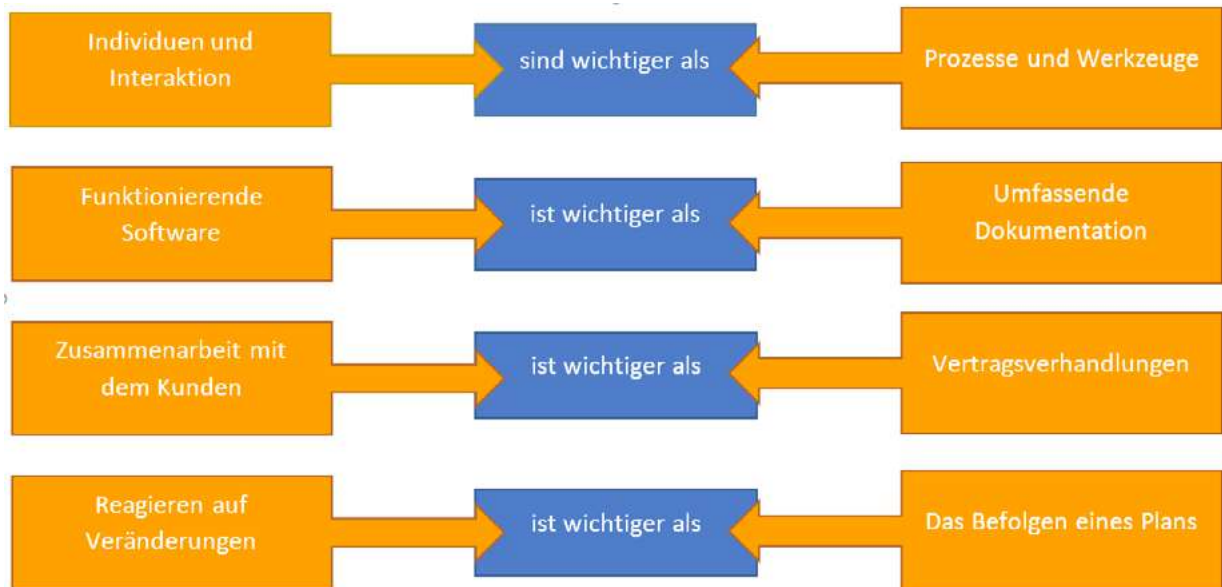 Individuen und
Interaktion
sind wichtiger als
Prozesse und Werkzeuge
Funktionierende
Software
ist wichtiger als
Umfassende
Dokumentation
Zusammenarbeit mit
dem Kunden
ist wichtiger als
Vertragsverhandlungen
Reagieren auf
Veränderungen
ist wichtiger als
Das Befolgen eines Plans